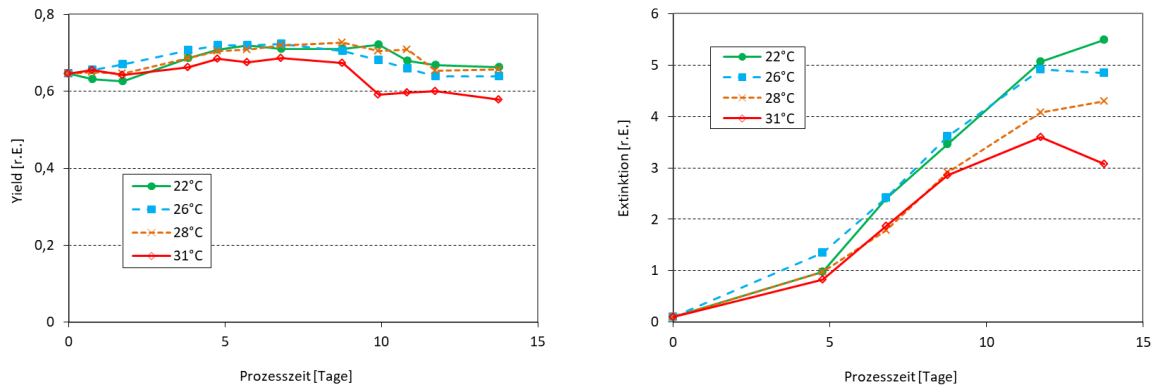 0,8
0,6
0,4
0,2
0
Yield [r.E.]
22°C
26°C
28°C
31°C
0
5
10
15
Prozesszeit [Tage]
6
5
4
3
2
1
0
Extinktion [r.E.]
22°C
26°C
28°C
31°C
0
5
10
15
Prozesszeit [Tage]